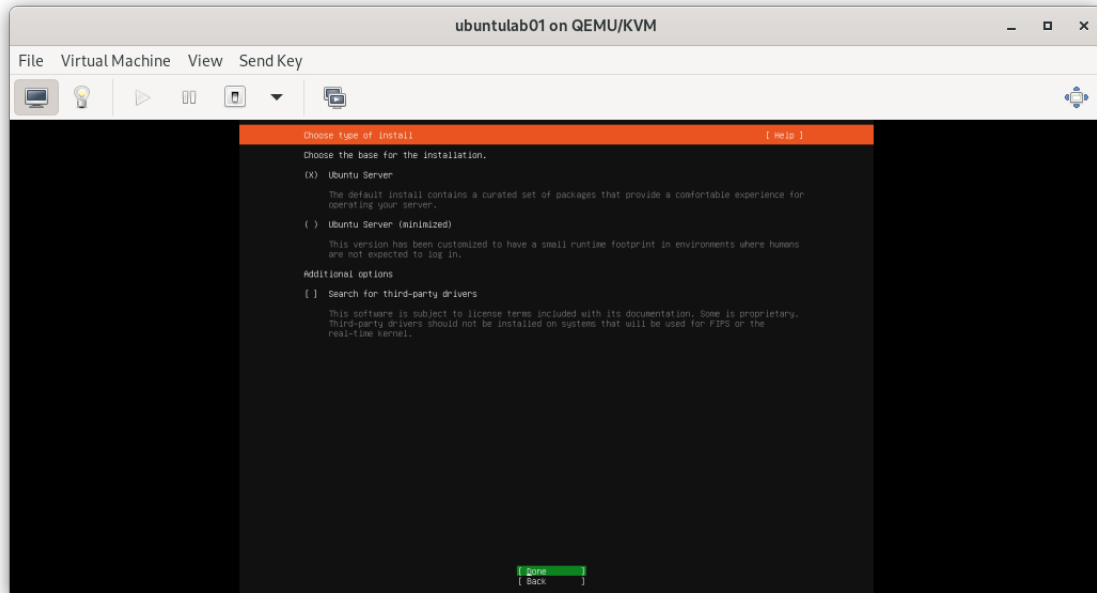 ubuntulab01 on QEMU/KVM
File Virtual Machine View Send Key
Choose type of install [ Help ]
Choose the base for the installation.
(X) Ubuntu Server
The default install contains a curated set of packages that provide a comfortable experience for
operating your server.
( ) Ubuntu Server (minimized)
This version has been customized to have a small runtime footprint in environments where humans
are not expected to log in.
Additional options
[ ] Search for third-party drivers
This software is subject to license terms included with its documentation. Some is proprietary.
Third-party drivers should not be installed on systems that will be used for FIPS or the
real-time kernel.
[ Done ]
[ Back ]